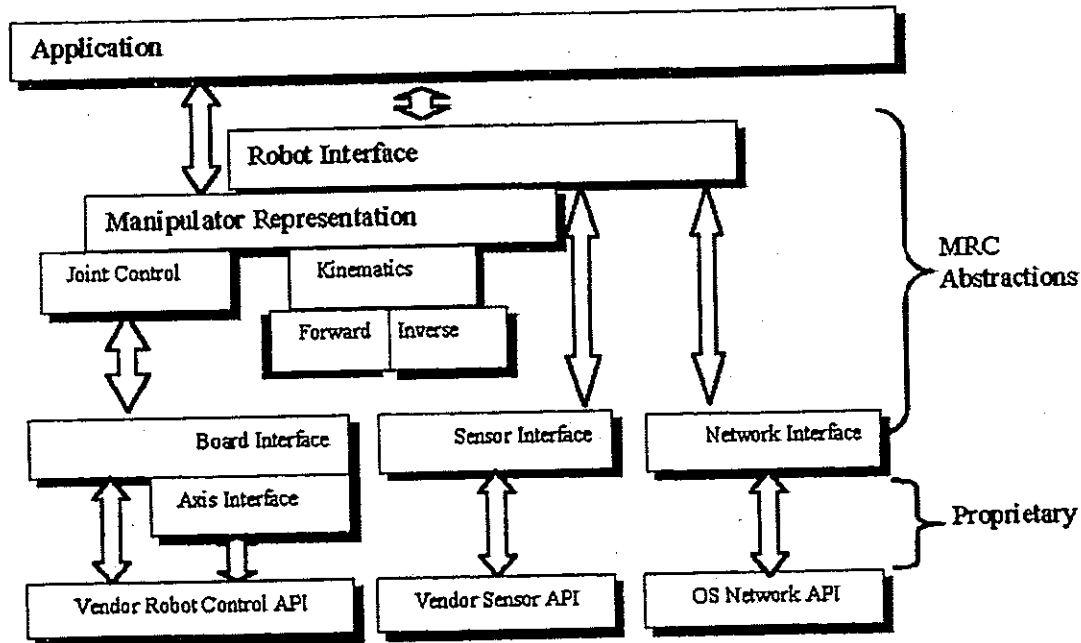 Application
Robot Interface
Manipulator Representation
Joint Control
Kinematics
Forward
Inverse
MRC
Abstractions
Board Interface
Sensor Interface
Network Interface
Axis Interface
Proprietary
Vendor Robot Control API
Vendor Sensor API
OS Network API